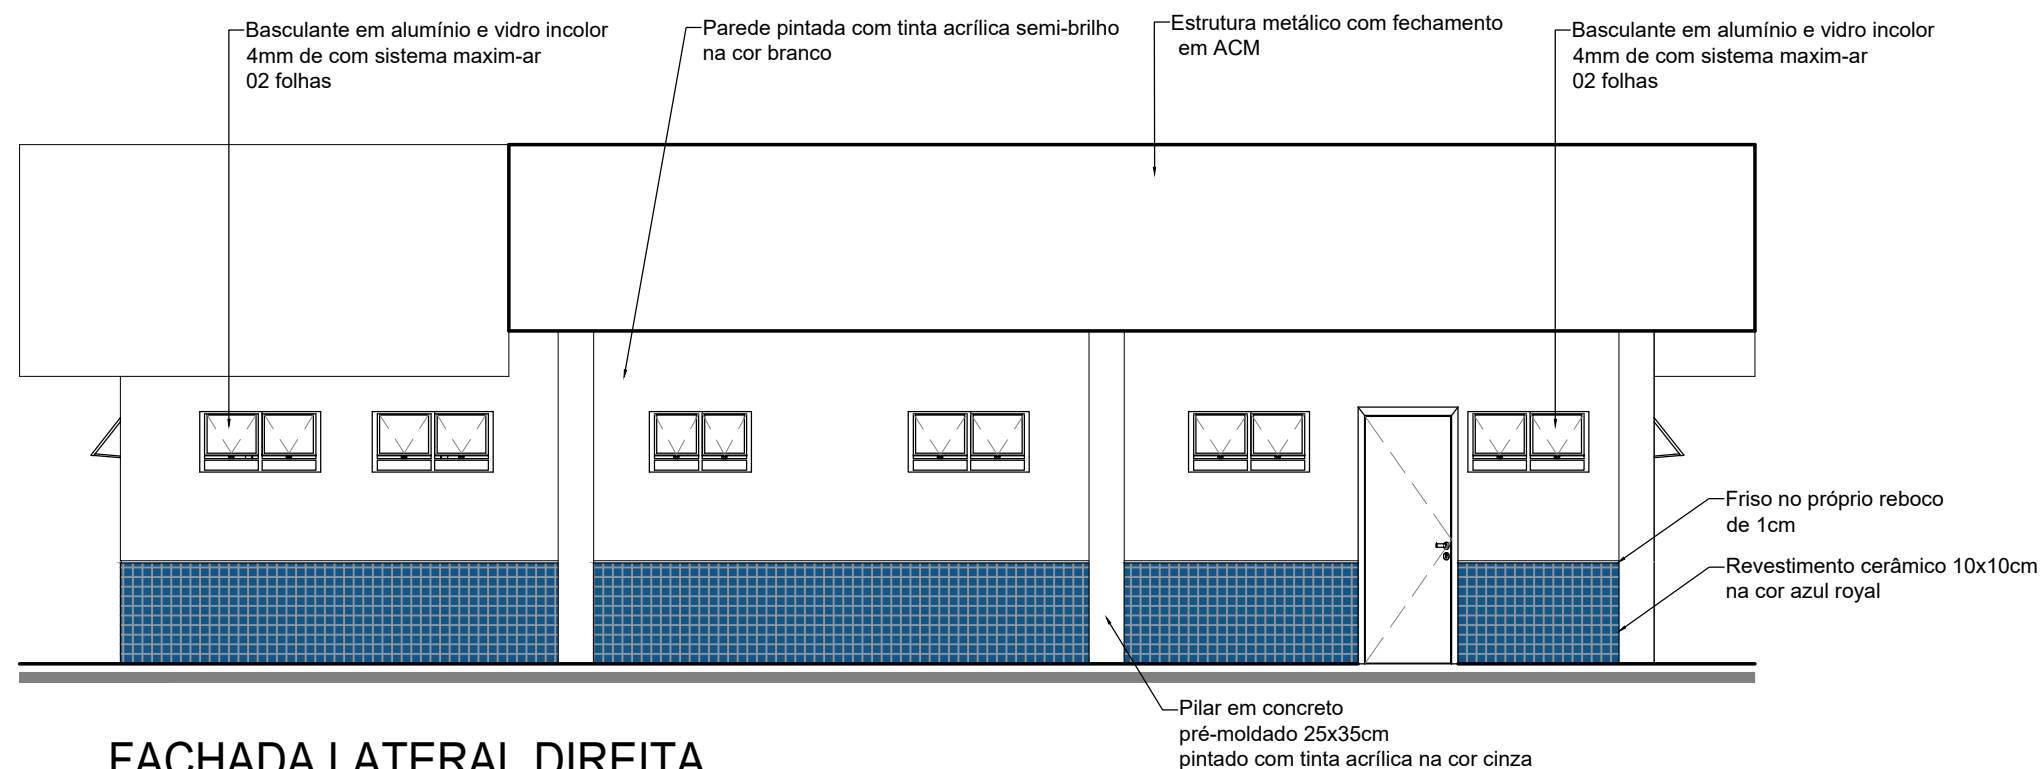 Basculante em alumínio e vidro incolor
4mm de com sistema maxim-ar
02 folhas
Parede pintada com tinta acrílica semi-brilho
na cor branco
Estrutura metálico com fechamento
em ACM
Basculante em alumínio e vidro incolor
4mm de com sistema maxim-ar
02 folhas
Friso no próprio reboco
de 1cm
Revestimento cerâmico 10x10cm
na cor azul royal
Pilar em concreto
pré-moldado 25x35cm
pintado com tinta acrílica na cor cinza
FACHADA LATERAL DIREITA